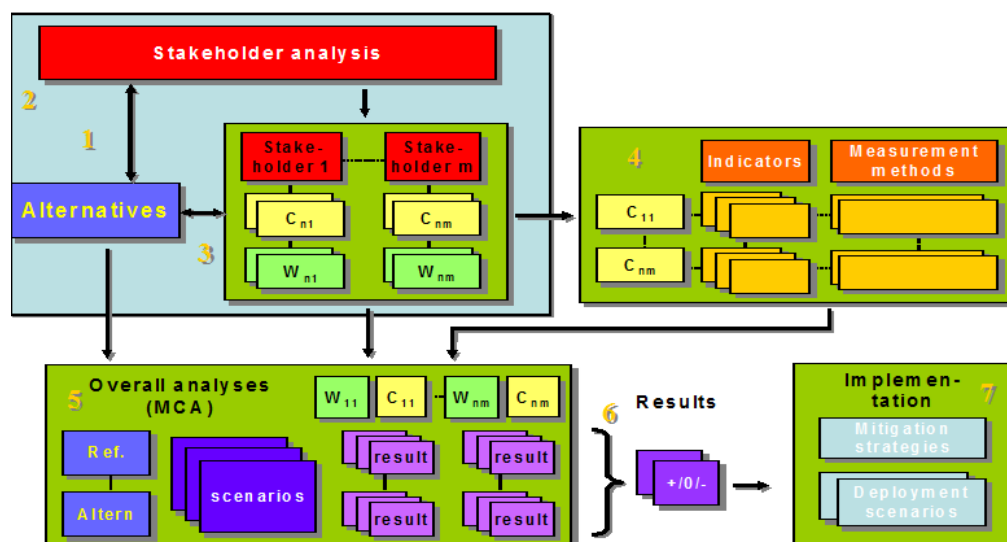 Stakeholder analysis
2
1
Stake-
holder 1
Stake-
holder m
4
Indicators
Measurement
methods
Alternatives
3
C n1
C nm
W n1
W nm
C 11
C nm
5
Overall analyses
(MCA)
W 11
C 11
W nm
C nm
6
Results
Implemen-
tation
7
Ref.
Altern
scenarios
result
result
result
result
+/0/-
Mitigation
strategies
Deployment
scenarios